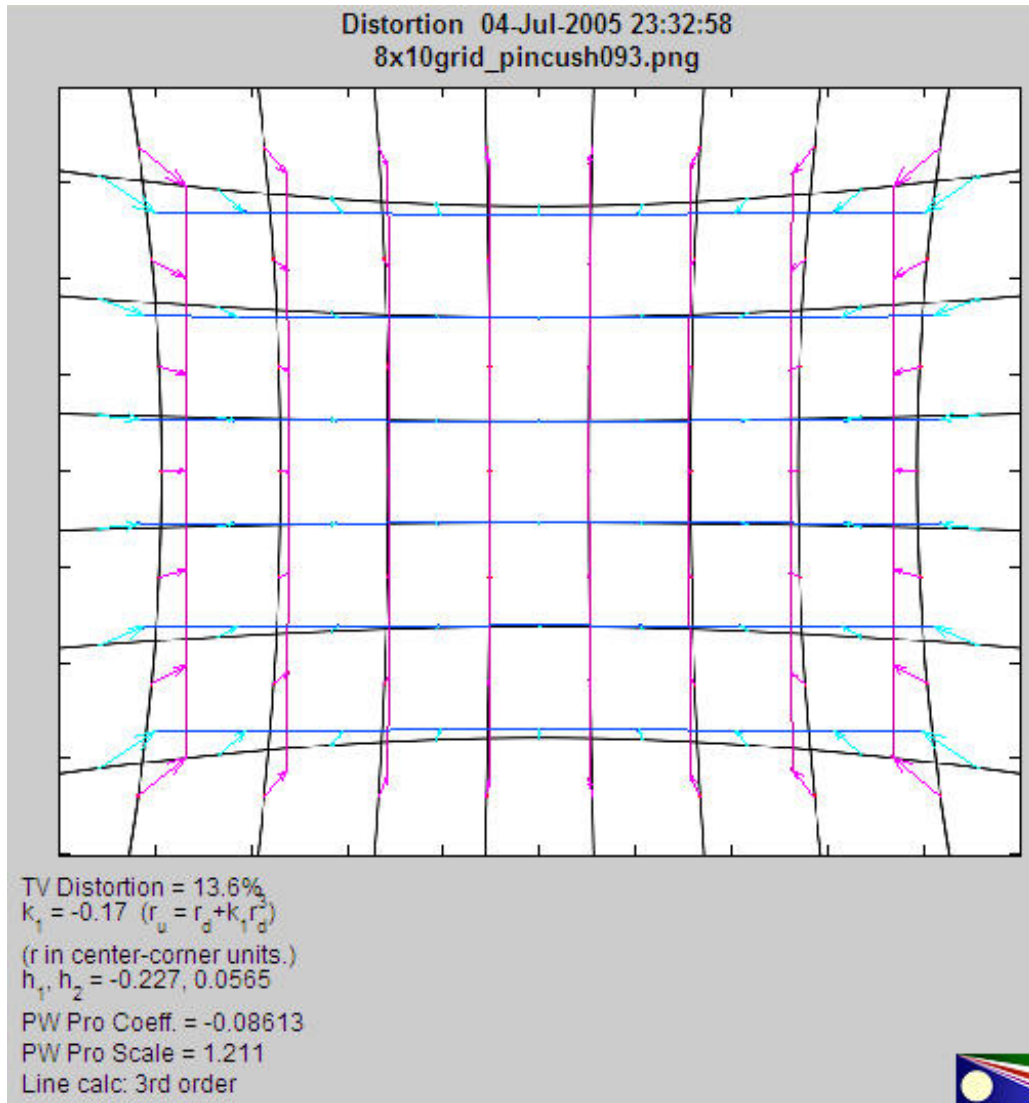 Distortion 04-Jul-2005 23:32:58
8x10grid_pincush093.png
TV Distortion = 13.6%
k₁ = -0.17 (rᵤ = r_d+k₁r_d³)
(r in center-corner units.)
h₁, h₂ = -0.227, 0.0565
PW Pro Coeff. = -0.08613
PW Pro Scale = 1.211
Line calc: 3rd order